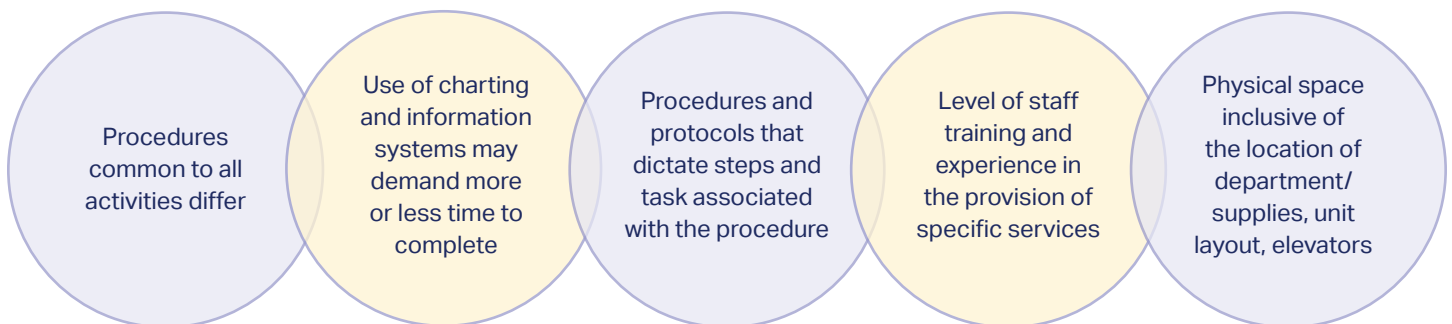 Procedures
common to all
activities differ
Use of charting
and information
systems may
demand more
or less time to
complete
Procedures and
protocols that
dictate steps and
task associated
with the procedure
Level of staff
training and
experience in
the provision of
specific services
Physical space
inclusive of
the location of
department/
supplies, unit
layout, elevators